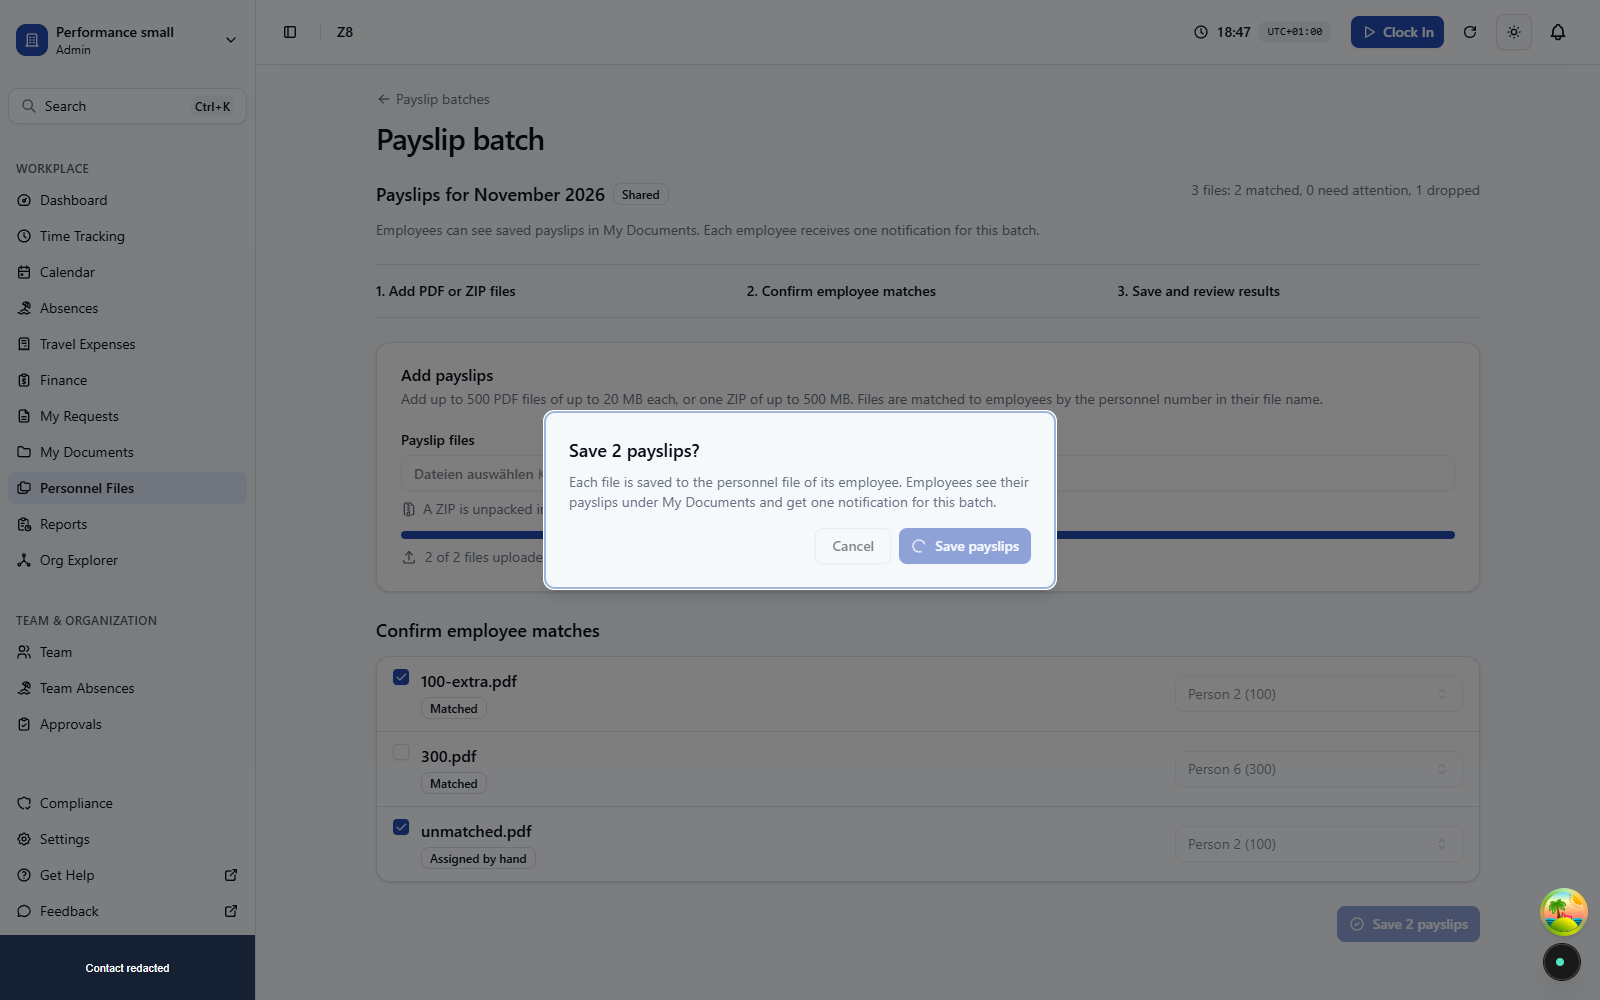 Performance small
Admin
Z8
18:47
UTC+01:00
Clock In
Search
Ctrl+K
WORKPLACE
Dashboard
Time Tracking
Calendar
Absences
Travel Expenses
Finance
My Requests
My Documents
Personnel Files
Reports
Org Explorer
TEAM & ORGANIZATION
Team
Team Absences
Approvals
Compliance
Settings
Get Help
Feedback
Contact redacted
Payslip batches
Payslip batch
Payslips for November 2026
Shared
3 files: 2 matched, 0 need attention, 1 dropped
Employees can see saved payslips in My Documents. Each employee receives one notification for this batch.
1. Add PDF or ZIP files
2. Confirm employee matches
3. Save and review results
Add payslips
Add up to 500 PDF files of up to 20 MB each, or one ZIP of up to 500 MB. Files are matched to employees by the personnel number in their file name.
Payslip files
Dateien auswählen
A ZIP is unpacked
2 of 2 files uploade
Save 2 payslips?
Each file is saved to the personnel file of its employee. Employees see their
payslips under My Documents and get one notification for this batch.
Cancel
Save payslips
Confirm employee matches
100-extra.pdf
Matched
Person 2 (100)
300.pdf
Matched
Person 6 (300)
unmatched.pdf
Assigned by hand
Person 2 (100)
Save 2 payslips